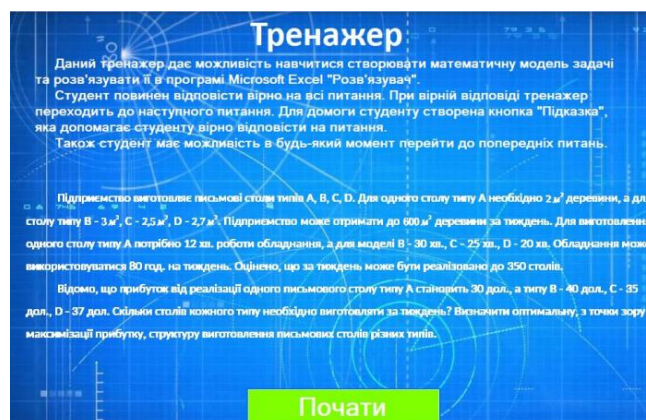 Тренажер
Даний тренажер дає можливість навчитися створювати математичну модель задачі
та розв'язувати її в програмі Microsoft Excel "Розв'язувач".
Студент повинен відповісти вірно на всі питання. При вірній відповіді тренажер
переходить до наступного питання. Для домоги студенту створена кнопка "Підказка",
яка допомагає студенту вірно відповісти на питання.
Також студент має можливість в будь-який момент перейти до попередніх питань.
Підприємство виготовляє письмові столи типів А, В, С, D. Для одного столу типу А необхідно 2 м³ деревини, а для
столу типу В - 3 м³, С - 2,5 м³, D - 2,7 м³. Підприємство може отримати до 600 м³ деревини за тиждень. Для виготовлення
одного столу типу А потрібно 12 хв. роботи обладнання, а для моделі В - 30 хв., С - 25 хв., D - 20 хв. Обладнання може
використовуватися 80 год. на тиждень. Оцінено, що за тиждень може бути реалізовано до 350 столів.
Відомо, що прибуток від реалізації одного письмового столу типу А становить 30 дол., а типу В - 40 дол., С - 35
дол., D - 37 дол. Скільки столів кожного типу необхідно виготовляти за тиждень? Визначити оптимальну, з точки зору
максимізації прибутку, структуру виготовлення письмових столів різних типів.
Почати